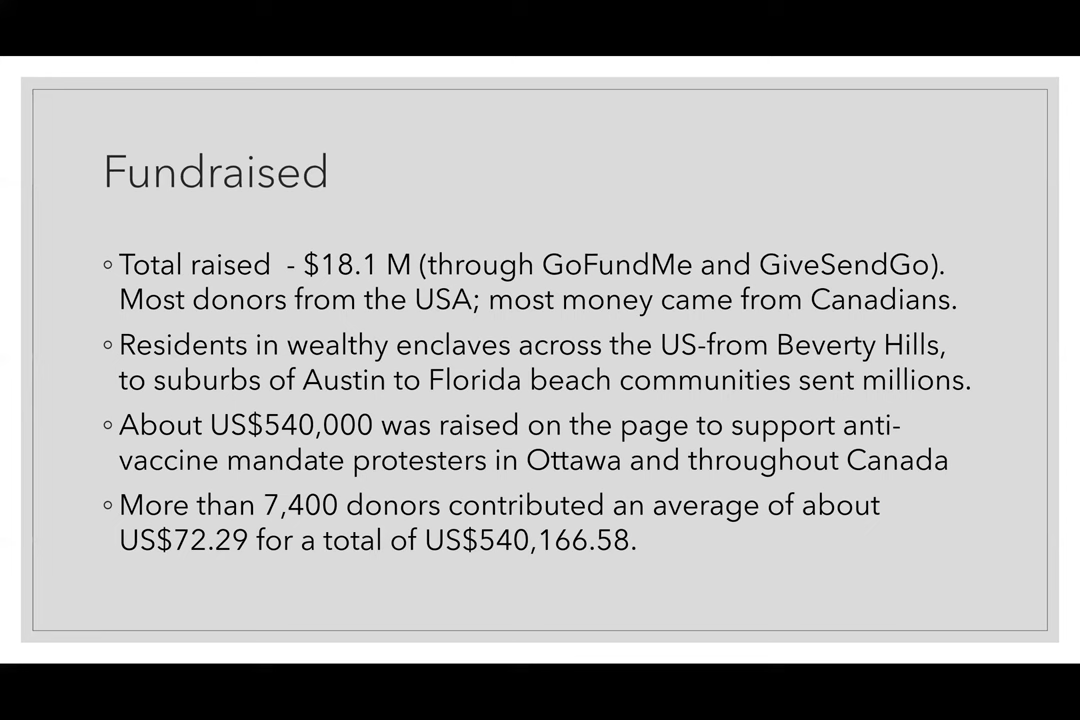 Fundraised
◦ Total raised - $18.1 M (through GoFundMe and GiveSendGo).
Most donors from the USA; most money came from Canadians.
◦ Residents in wealthy enclaves across the US-from Beverty Hills,
to suburbs of Austin to Florida beach communities sent millions.
◦ About US$540,000 was raised on the page to support anti-
vaccine mandate protesters in Ottawa and throughout Canada
◦ More than 7,400 donors contributed an average of about
US$72.29 for a total of US$540,166.58.